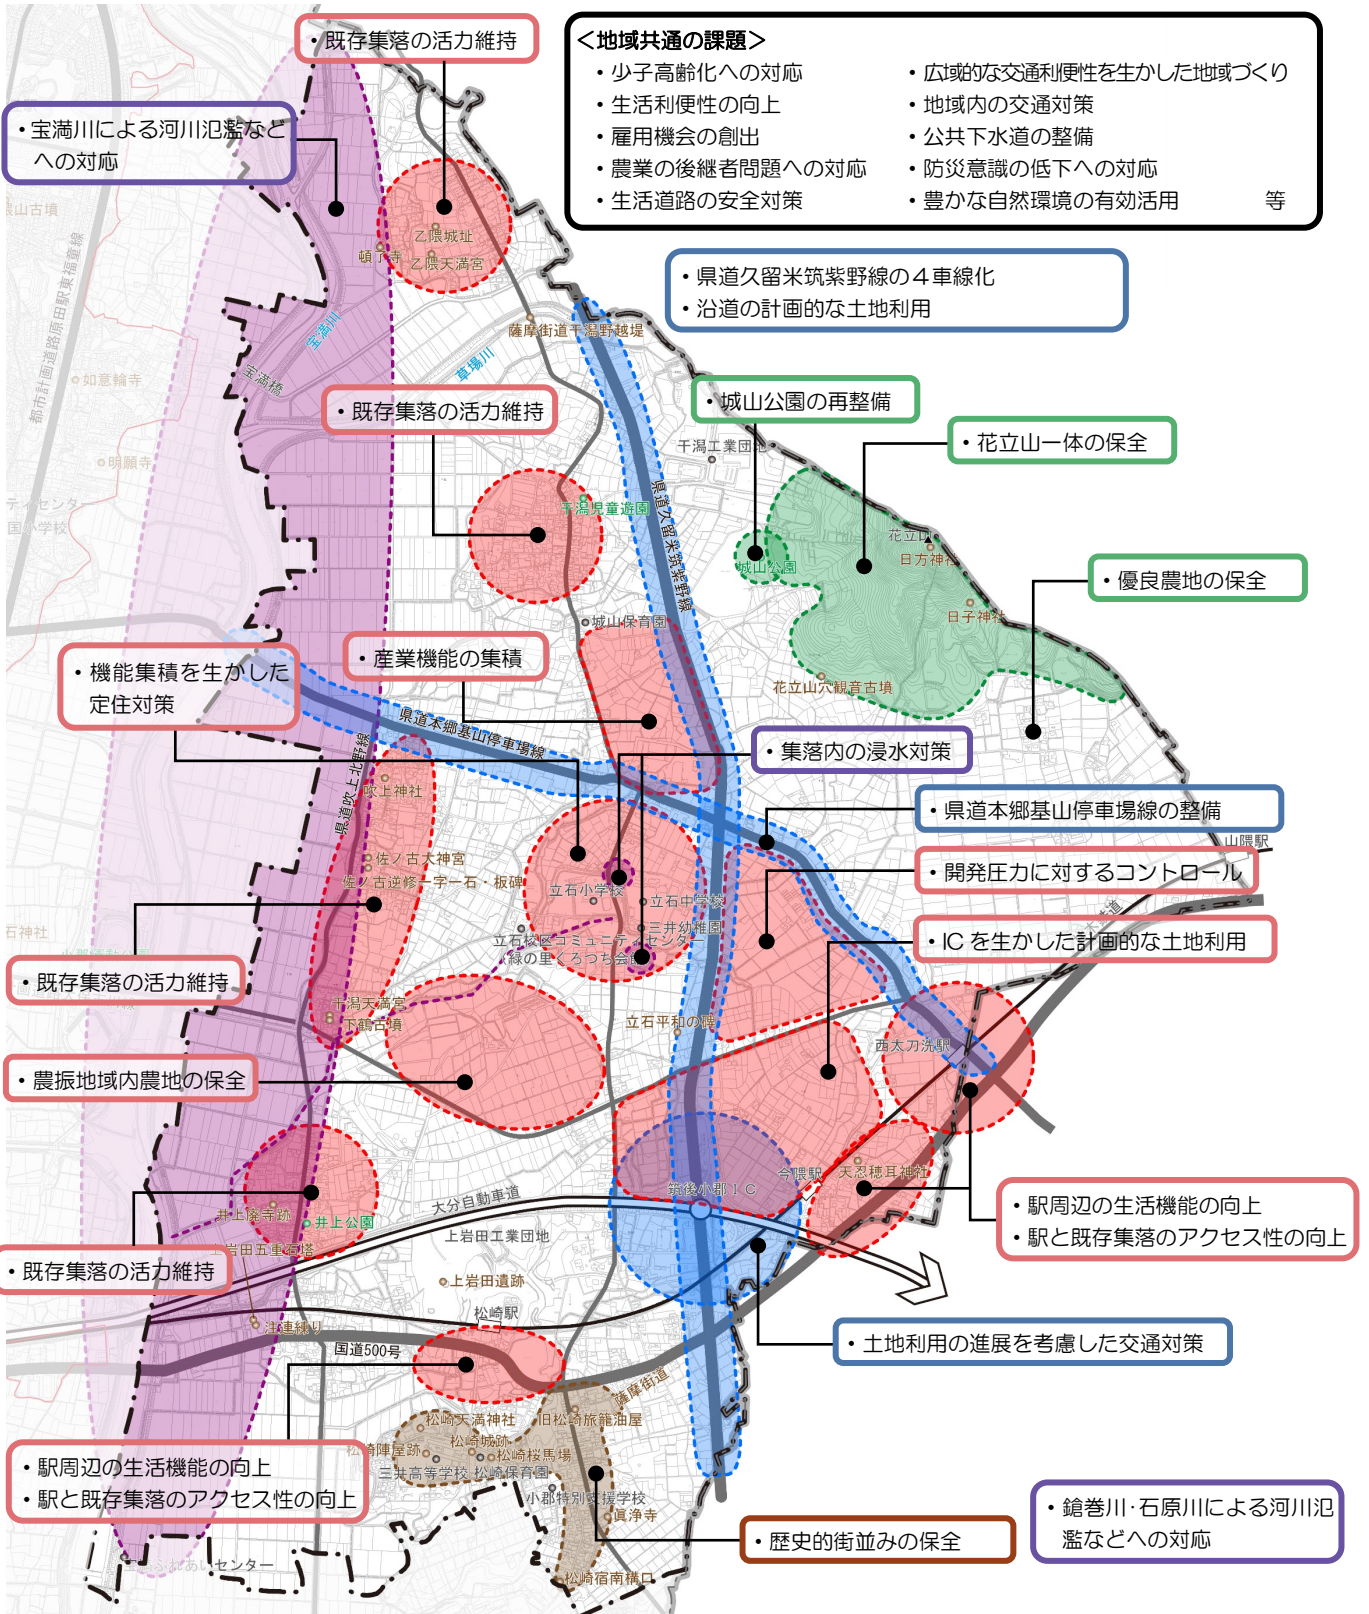 ・既存集落の活力維持
＜地域共通の課題＞
・少子高齢化への対応
・生活利便性の向上
・雇用機会の創出
・農業の後継者問題への対応
・生活道路の安全対策
・広域的な交通利便性を生かした地域づくり
・地域内の交通対策
・公共下水道の整備
・防災意識の低下への対応
・豊かな自然環境の有効活用 等
・宝満川による河川氾濫など
への対応
都市計画道路原田駅東福童線
乙隈城址
頓了寺
乙隈天満宮
・県道久留米筑紫野線の４車線化
・沿道の計画的な土地利用
薩摩街道干潟野越堤
宝満川
草場川
宝満橋
如意輪寺
・既存集落の活力維持
・城山公園の再整備
・花立山一体の保全
干潟工業団地
明願寺
ティセンター
国小学校
干潟児童遊園
県道久留米筑紫野線
花立山
日方神社
城山公園
・優良農地の保全
日子神社
城山保育園
・機能集積を生かした
定住対策
・産業機能の集積
花立山穴観音古墳
県道本郷基山停車場線
・集落内の浸水対策
県道吹上北野線
吹上神社
・県道本郷基山停車場線の整備
山隈駅
佐ノ古大神宮
佐ノ古逆修一字一石・板碑
・開発圧力に対するコントロール
立石小学校
立石中学校
三井幼稚園
立石校区コミュニティセンター
・IC を生かした計画的な土地利用
石神社
・既存集落の活力維持
干潟天満宮
下鶴古墳
立石平和の碑
西太刀洗駅
・農振地域内農地の保全
今隈駅
天忍穂耳神社
筑後小郡ＩＣ
大分自動車道
井上廃寺跡
井上公園
上岩田工業団地
・駅周辺の生活機能の向上
・駅と既存集落のアクセス性の向上
上岩田五重石塔
・既存集落の活力維持
上岩田遺跡
松崎駅
注連練り
国道500号
・土地利用の進展を考慮した交通対策
薩摩街道
松崎天満神社
旧松崎旅籠油屋
松崎陣屋跡
松崎城跡
松崎桜馬場
三井高等学校
松崎保育園
・駅周辺の生活機能の向上
・駅と既存集落のアクセス性の向上
小郡特別支援学校
眞浄寺
・歴史的街並みの保全
・鎗巻川・石原川による河川氾
濫などへの対応
松崎宿南構口